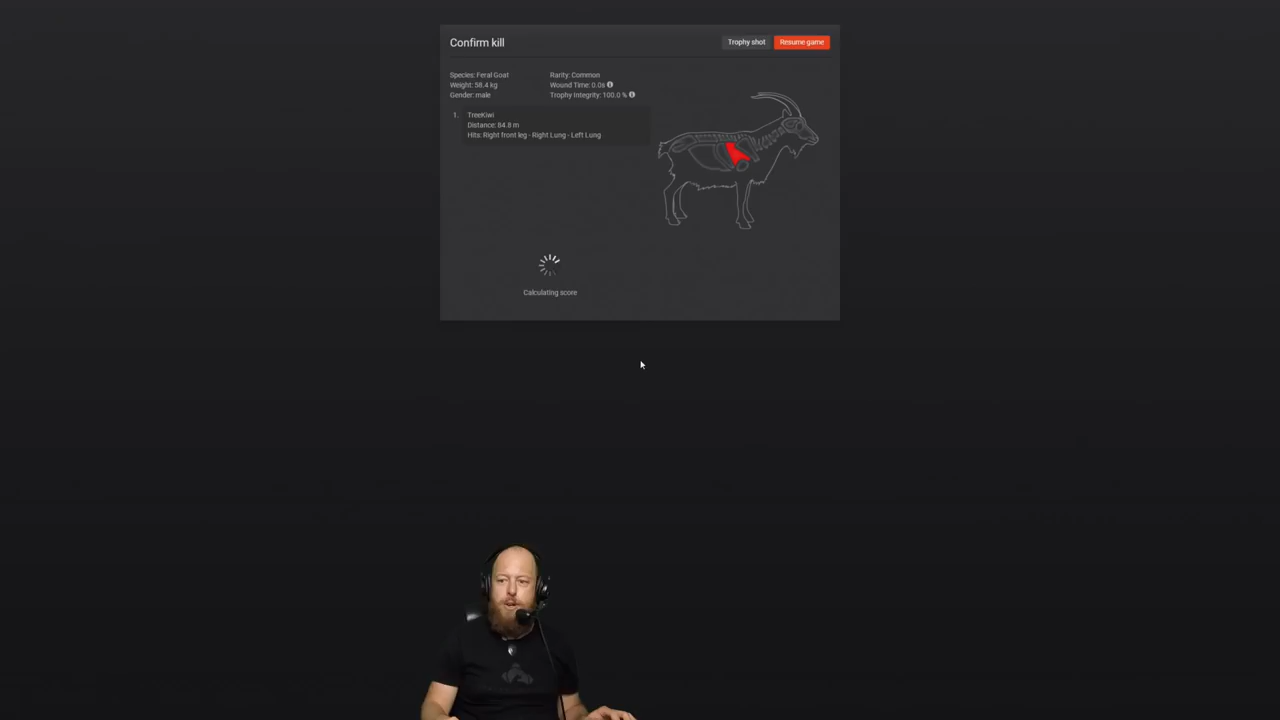 Confirm kill
Trophy shot
Resume game
Species: Feral Goat
Weight: 58.4 kg
Gender: male
Rarity: Common
Wound Time: 0.0s
Trophy Integrity: 100.0 %
1. TreeKiwi
Distance: 84.8 m
Hits: Right front leg - Right Lung - Left Lung
Calculating score